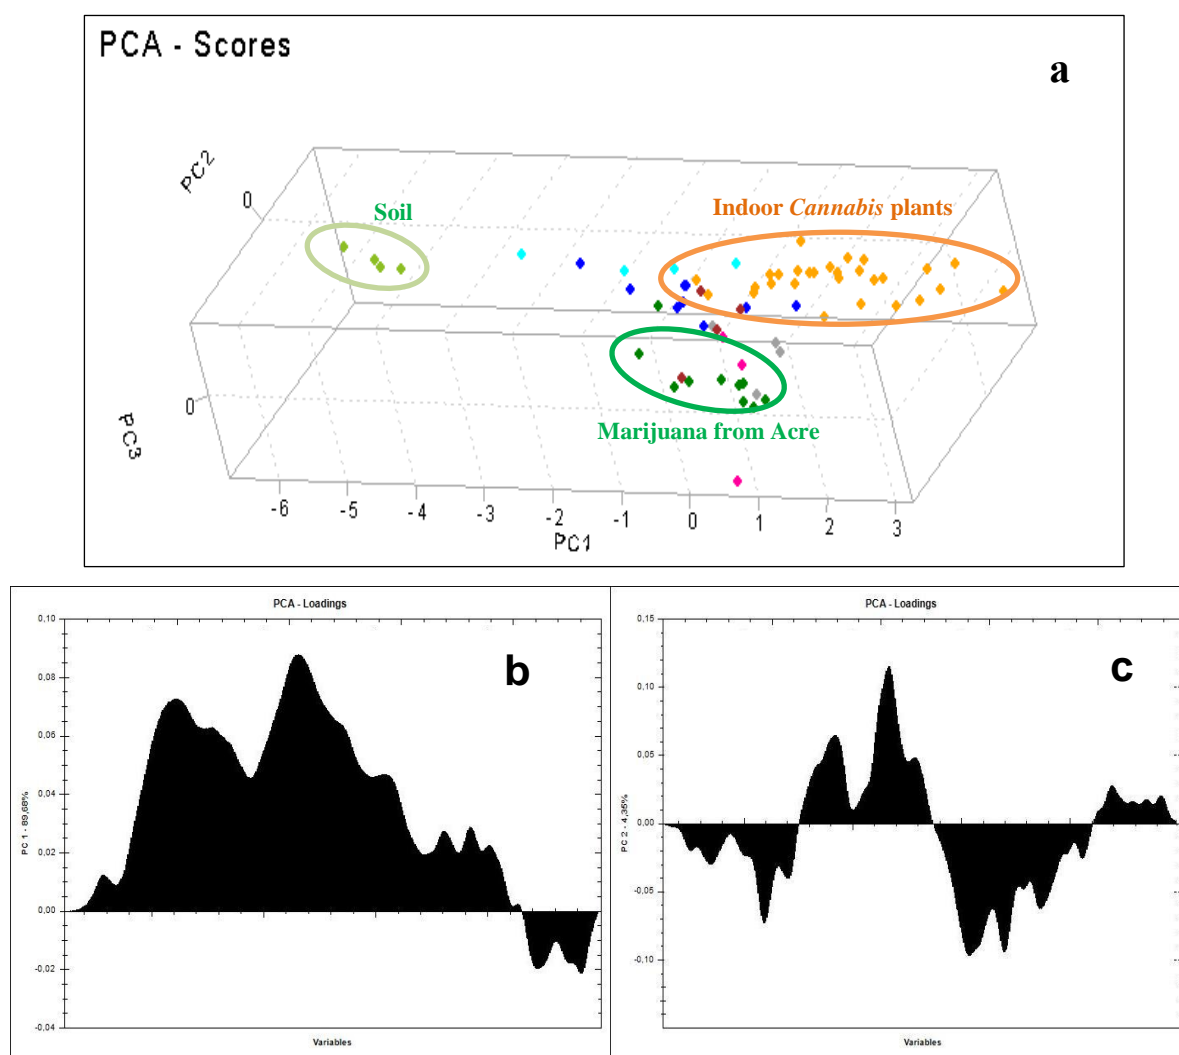 PCA - Scores
a
PC2
0
Soil
Indoor Cannabis plants
0
PC3
Marijuana from Acre
-6 -5 -4 -3 -2 -1 0 1 2 3
PC1
PCA - Loadings
b
0,10
0,08
0,06
0,04
0,02
0,00
-0,02
-0,04
PC 1 - 89,68%
Variables
PCA - Loadings
c
0,15
0,10
0,05
0,00
-0,05
-0,10
PC 2 - 4,35%
Variables